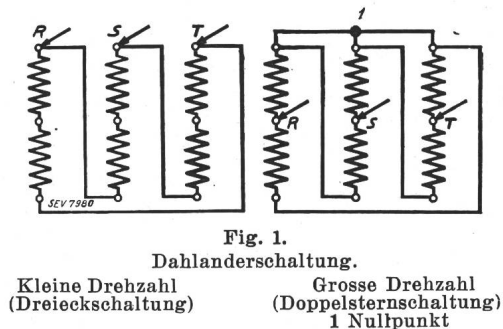 R S T 1
R S T
SEV 7980
Fig. 1.
Dahlanderschaltung.
Kleine Drehzahl
(Dreieckschaltung)
Grosse Drehzahl
(Doppelsternschaltung)
1 Nullpunkt